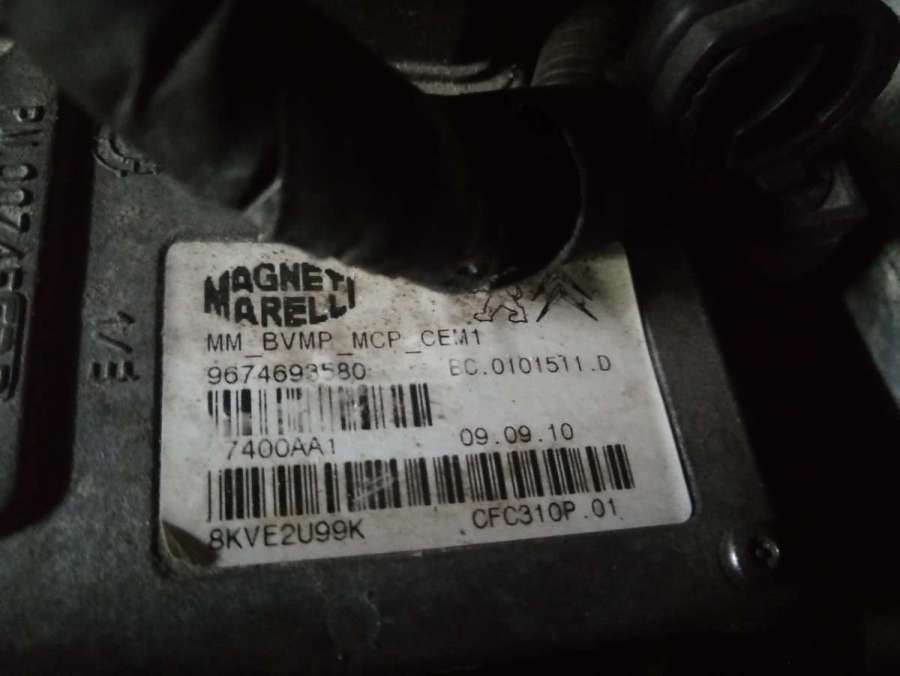 MAGNETI
MARELLI
MM_BVMP_MCP_CEM1
9674693580
BC.0101511.D
7400AA1
09.09.10
8KVE2U99K
CFC310P.01